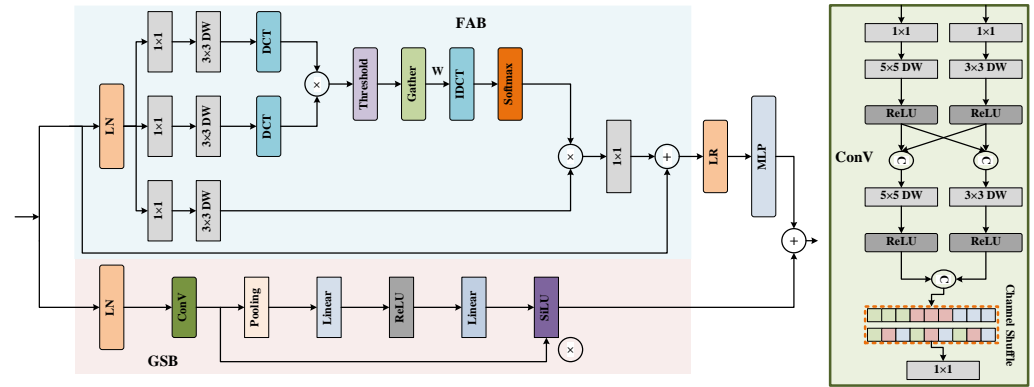 FAB
1×1
3×3 DW
DCT
LN
1×1
3×3 DW
DCT
1×1
3×3 DW
×
Threshold
Gather
W
IDCT
Softmax
×
1×1
+
LR
MLP
+
LN
ConV
Pooling
Linear
ReLU
Linear
SiLU
×
GSB
1×1
1×1
5×5 DW
3×3 DW
ReLU
ReLU
ConV
C
C
5×5 DW
3×3 DW
ReLU
ReLU
C
Channel Shuffle
1×1